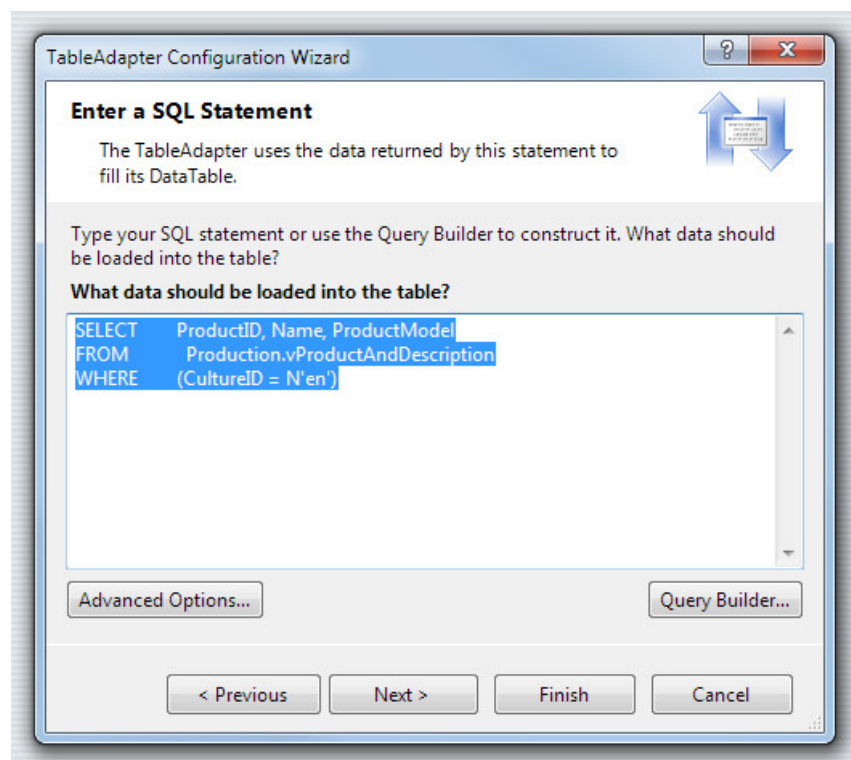 TableAdapter Configuration Wizard
?
X
Enter a SQL Statement
The TableAdapter uses the data returned by this statement to
fill its DataTable.
Type your SQL statement or use the Query Builder to construct it. What data should
be loaded into the table?
What data should be loaded into the table?
SELECT ProductID, Name, ProductModel
FROM Production.vProductAndDescription
WHERE (CultureID = N'en')
Advanced Options...
Query Builder...
< Previous
Next >
Finish
Cancel